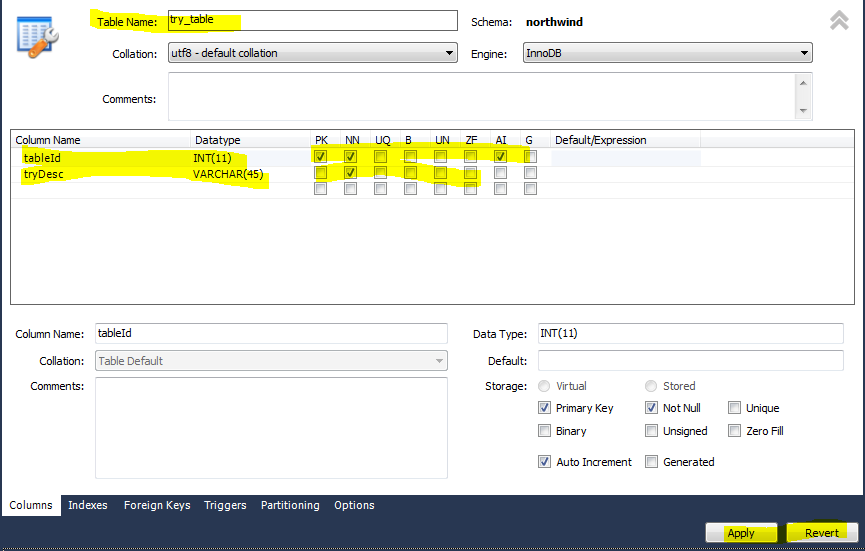 Table Name: try_table Schema: northwind
Collation: utf8 - default collation Engine: InnoDB
Comments:
Column Name Datatype PK NN UQ B UN ZF AI G Default/Expression
tableId INT(11)
tryDesc VARCHAR(45)
Column Name: tableId Data Type: INT(11)
Collation: Table Default Default:
Comments: Storage: Virtual Stored
Primary Key Not Null Unique
Binary Unsigned Zero Fill
Auto Increment Generated
Columns Indexes Foreign Keys Triggers Partitioning Options
Apply Revert